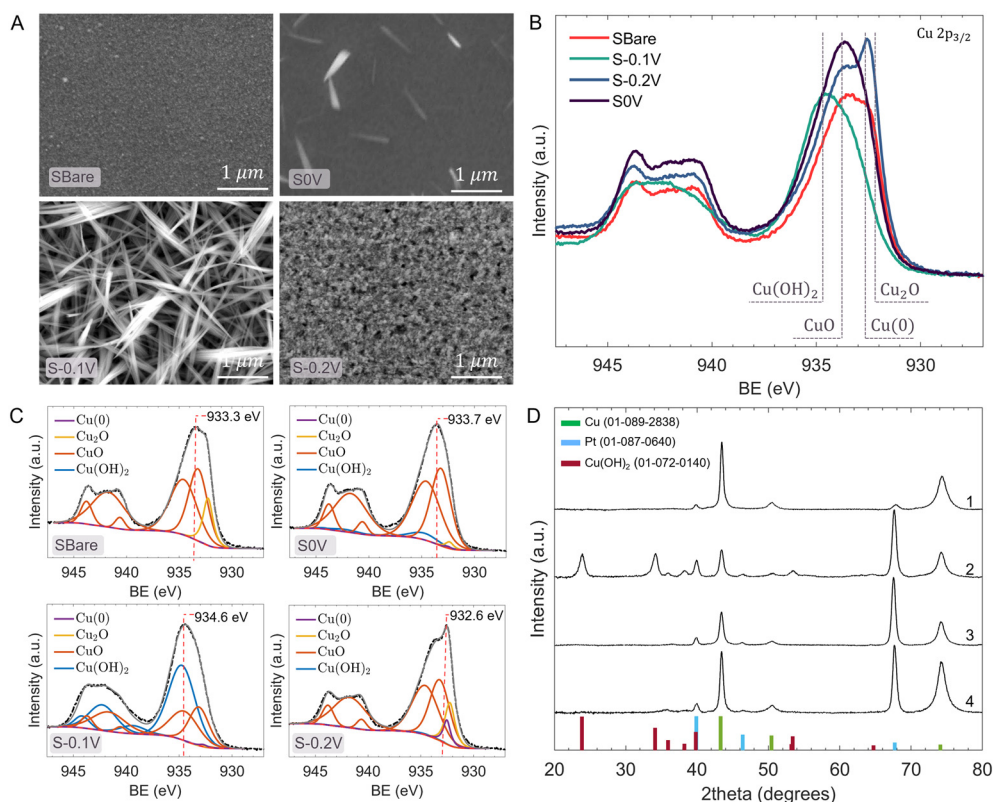 A
SBare
1 μm
S0V
1 μm
S-0.1V
1 μm
S-0.2V
1 μm
B
Cu 2p3/2
SBare
S-0.1V
S-0.2V
S0V
Intensity (a.u.)
Cu(OH)2
Cu2O
CuO
Cu(0)
945
940
935
930
BE (eV)
C
Cu(0)
Cu2O
CuO
Cu(OH)2
933.3 eV
Intensity (a.u.)
SBare
945
940
935
930
BE (eV)
Cu(0)
Cu2O
CuO
Cu(OH)2
933.7 eV
Intensity (a.u.)
S0V
945
940
935
930
BE (eV)
Cu(0)
Cu2O
CuO
Cu(OH)2
934.6 eV
Intensity (a.u.)
S-0.1V
945
940
935
930
BE (eV)
Cu(0)
Cu2O
CuO
Cu(OH)2
932.6 eV
Intensity (a.u.)
S-0.2V
945
940
935
930
BE (eV)
D
Cu (01-089-2838)
Pt (01-087-0640)
Cu(OH)2 (01-072-0140)
1
2
3
4
Intensity (a.u.)
20
30
40
50
60
70
80
2theta (degrees)